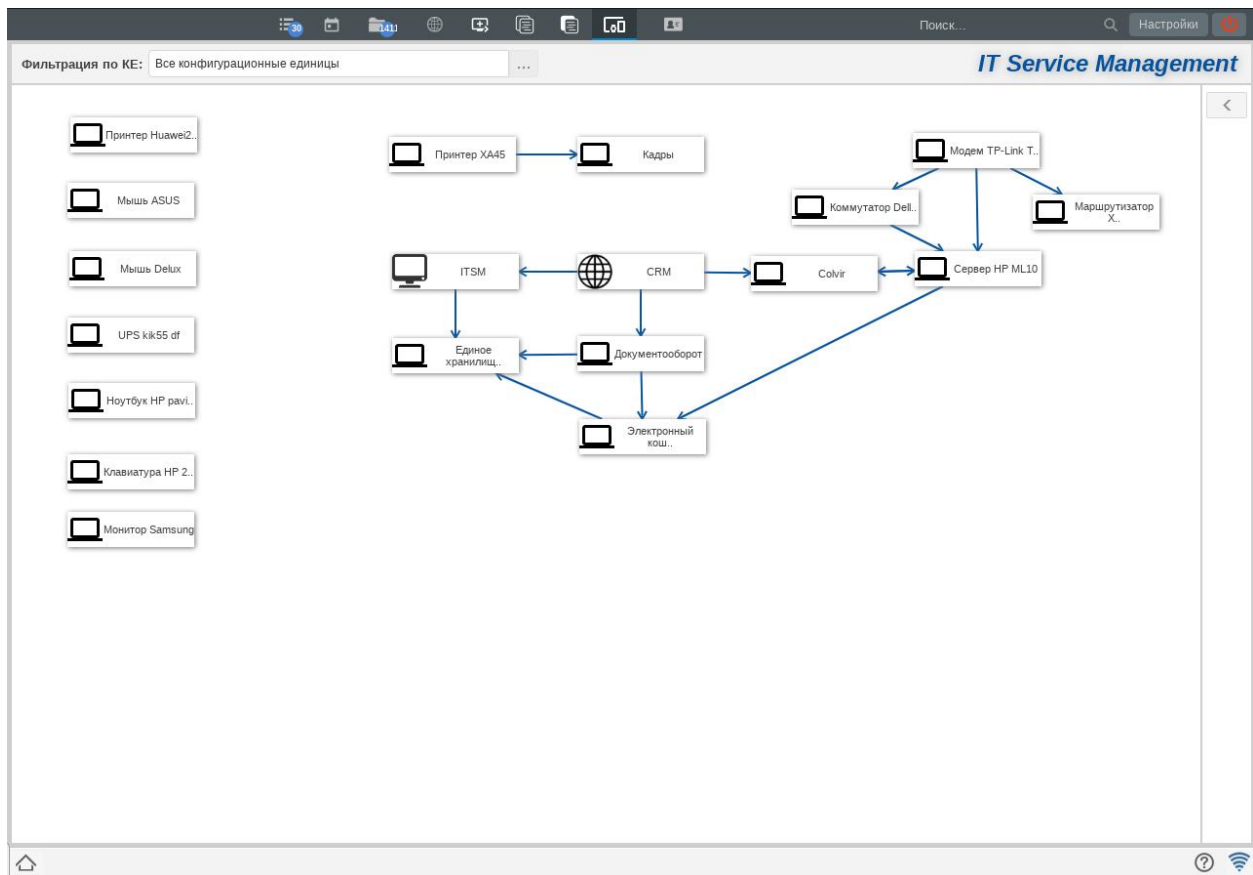 30
1411
Поиск...
Настройки
Фильтрация по КЕ:
Все конфигурационные единицы
...
IT Service Management
Принтер Huawei2..
Принтер XA45
Кадры
Модем TP-Link T..
Мышь ASUS
Коммутатор Dell..
Маршрутизатор
X..
Мышь Delux
ITSM
CRM
Colvir
Сервер HP ML10
UPS kik55 df
Единое
хранилищ..
Документооборот
Ноутбук HP pavi..
Электронный
кош..
Клавиатура HP 2..
Монитор Samsung